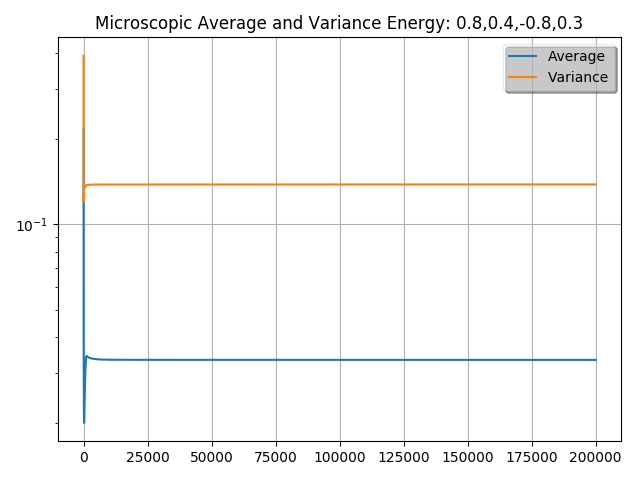 Microscopic Average and Variance Energy: 0.8,0.4,-0.8,0.3
Average
Variance
10⁻¹
0 25000 50000 75000 100000 125000 150000 175000 200000